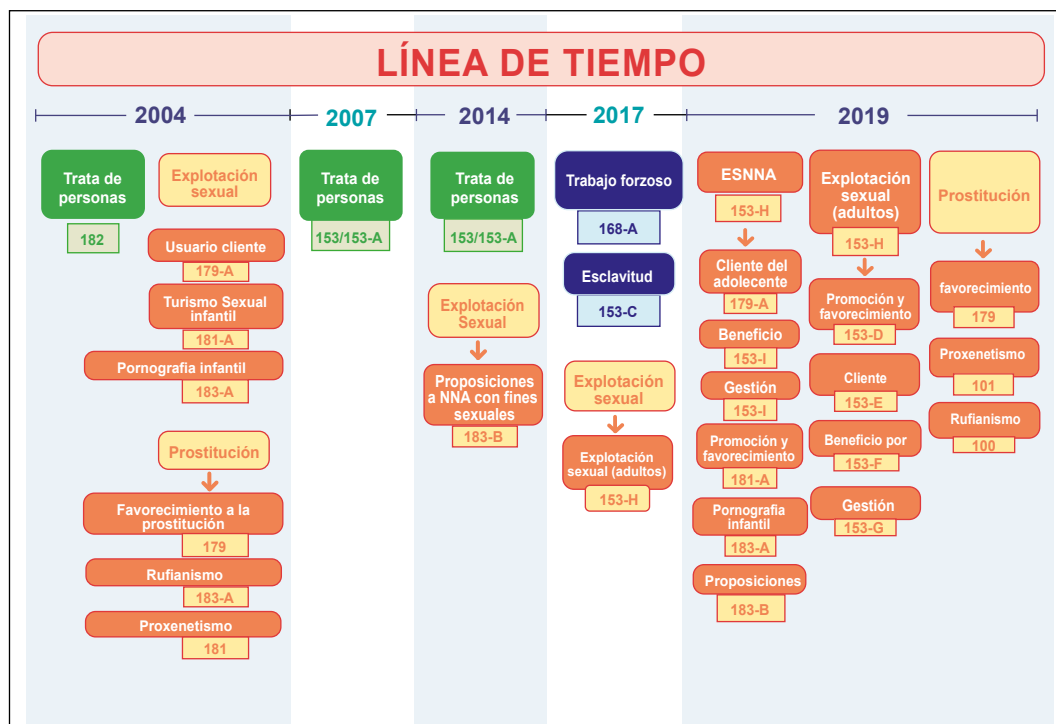 LÍNEA DE TIEMPO
2004
2007
2014
2017
2019
Trata de
personas
182
Explotación
sexual
Usuario cliente
179-A
Turismo Sexual
infantil
181-A
Pornografia infantil
183-A
Prostitución
Favorecimiento a la
prostitución
179
Rufianismo
183-A
Proxenetismo
181
Trata de
personas
153/153-A
Trata de
personas
153/153-A
Explotación
Sexual
Proposiciones
a NNA con fines
sexuales
183-B
Trabajo forzoso
168-A
Esclavitud
153-C
Explotación
sexual
Explotación
sexual (adultos)
153-H
ESNNA
153-H
Cliente del
adolecente
179-A
Beneficio
153-I
Gestión
153-I
Promoción y
favorecimiento
181-A
Pornografia
infantil
183-A
Proposiciones
183-B
Explotación
sexual
(adultos)
153-H
Promoción y
favorecimiento
153-D
Cliente
153-E
Beneficio por
153-F
Gestión
153-G
Prostitución
favorecimiento
179
Proxenetismo
101
Rufianismo
100